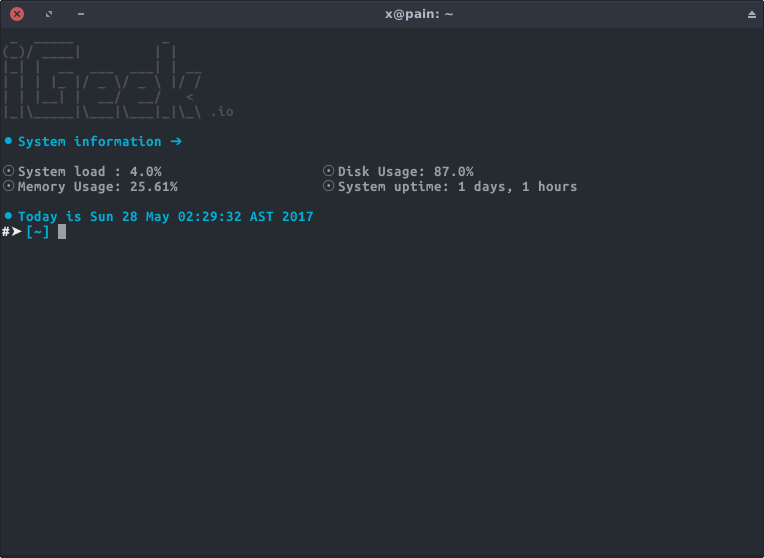 x@pain: ~
iGeek .io
● System information ➔
☉ System load : 4.0% ☉ Disk Usage: 87.0%
☉ Memory Usage: 25.61% ☉ System uptime: 1 days, 1 hours
● Today is Sun 28 May 02:29:32 AST 2017
#➤ [~]